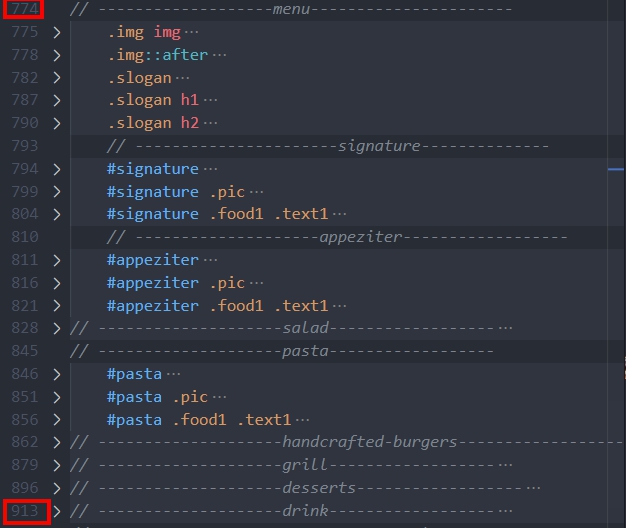 774 // -------------------menu----------------------
775 > .img img···
778 > .img::after···
782 > .slogan···
787 > .slogan h1···
790 > .slogan h2···
793 // ----------------------signature--------------
794 > #signature···
799 > #signature .pic···
804 > #signature .food1 .text1···
810 // --------------------appeziter------------------
811 > #appeziter···
816 > #appeziter .pic···
821 > #appeziter .food1 .text1···
828 > // --------------------salad------------------···
845 // --------------------pasta------------------
846 > #pasta···
851 > #pasta .pic···
856 > #pasta .food1 .text1···
862 > // --------------------handcrafted-burgers------------------
879 > // --------------------grill------------------···
896 > // --------------------desserts------------------···
913 > // --------------------drink------------------···